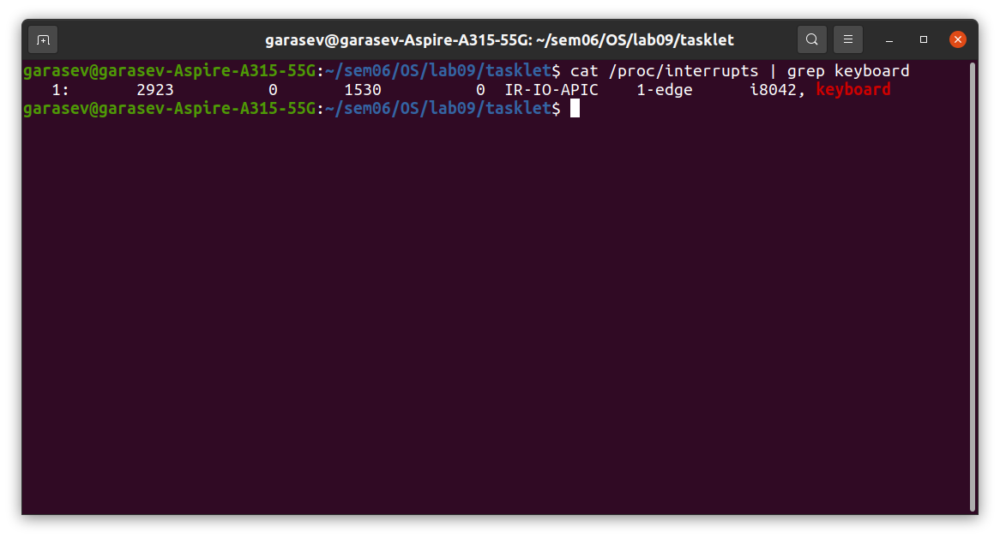 garasev@garasev-Aspire-A315-55G: ~/sem06/OS/lab09/tasklet
garasev@garasev-Aspire-A315-55G:~/sem06/OS/lab09/tasklet$ cat /proc/interrupts | grep keyboard
1: 2923 0 1530 0 IR-IO-APIC 1-edge i8042, keyboard
garasev@garasev-Aspire-A315-55G:~/sem06/OS/lab09/tasklet$